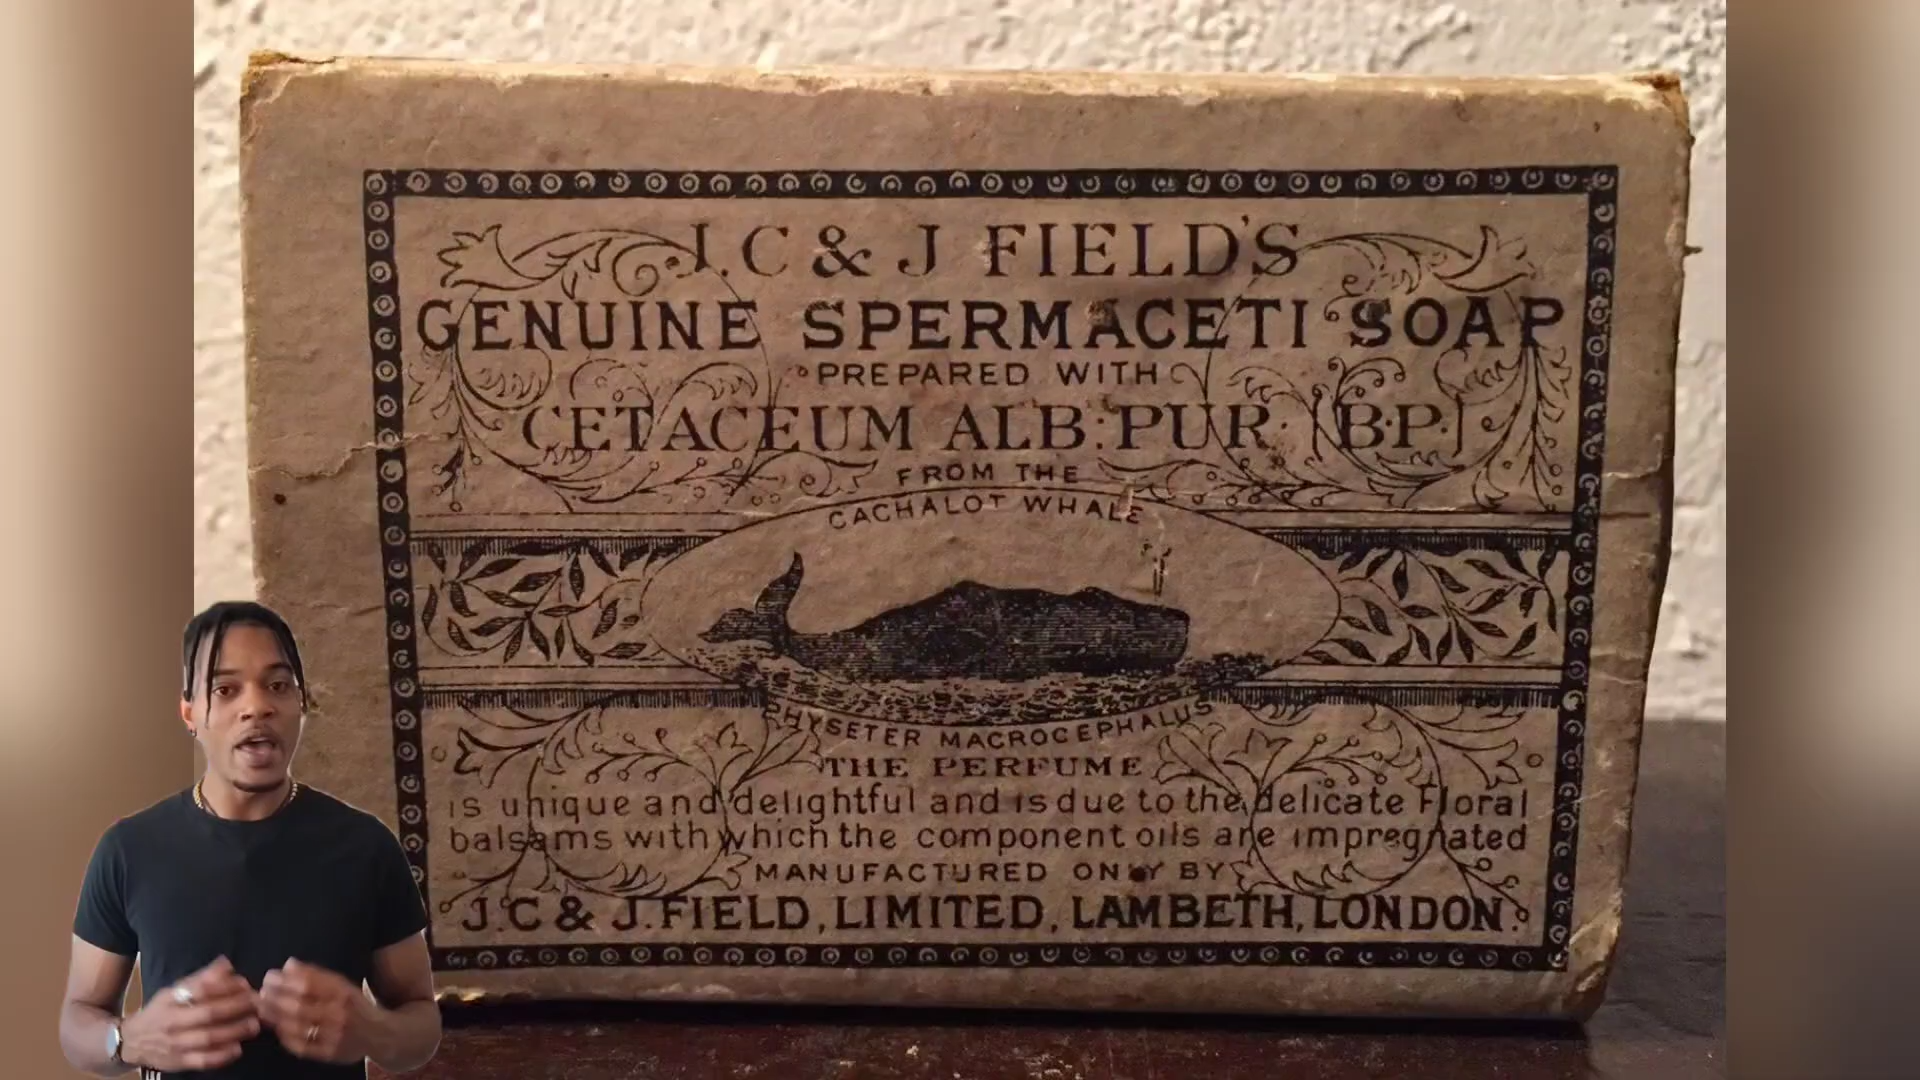 J.C & J FIELD'S
GENUINE SPERMACETI SOAP
PREPARED WITH
CETACEUM ALB: PUR. [B.P.]
FROM THE
CACHALOT WHALE
PHYSETER MACROCEPHALUS
THE PERFUME
is unique and delightful and is due to the delicate Floral
balsams with which the component oils are impregnated
MANUFACTURED ONLY BY
J.C & J.FIELD, LIMITED, LAMBETH, LONDON.